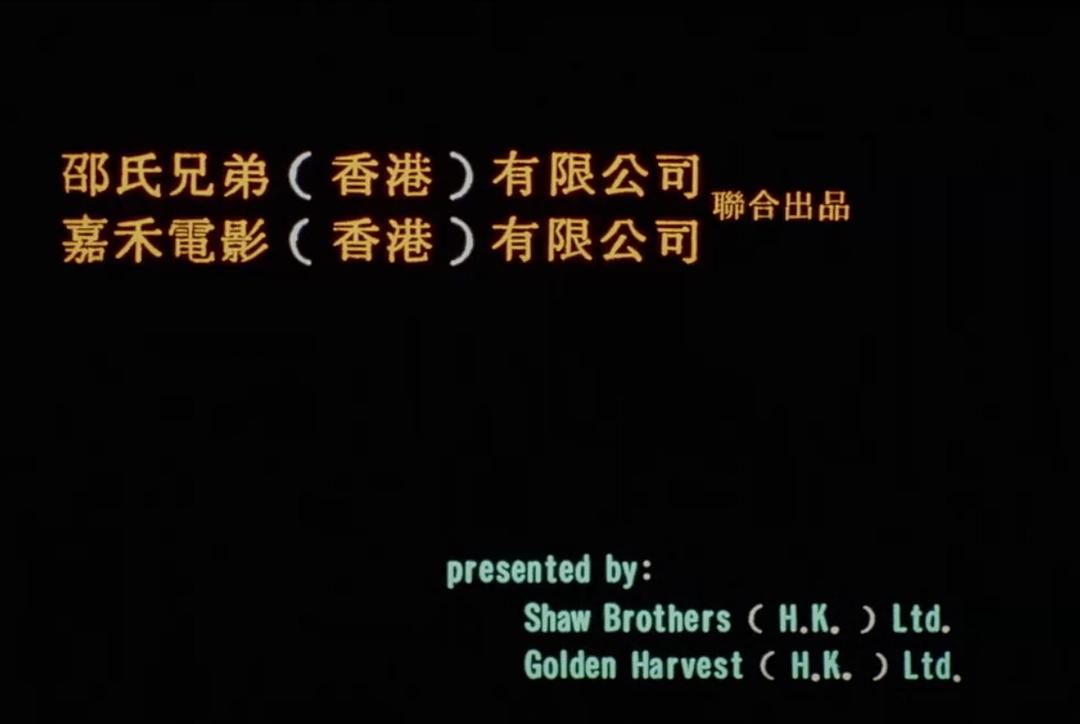 邵氏兄弟(香港)有限公司
嘉禾電影(香港)有限公司
聯合出品
presented by:
Shaw Brothers ( H.K. ) Ltd.
Golden Harvest ( H.K. ) Ltd.